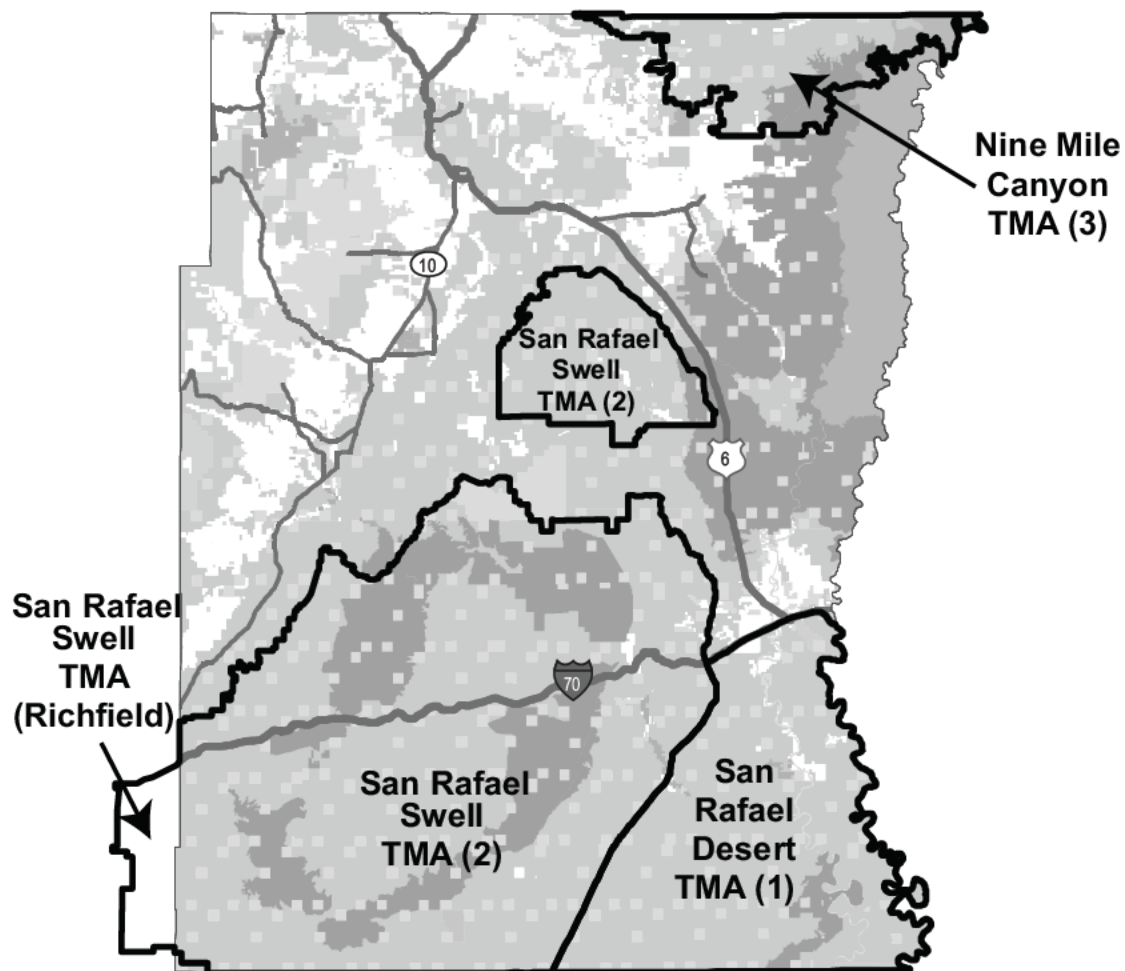 Nine Mile
Canyon
TMA (3)
10
San Rafael
Swell
TMA (2)
6
San Rafael
Swell
TMA
(Richfield)
70
San Rafael
Swell
TMA (2)
San
Rafael
Desert
TMA (1)